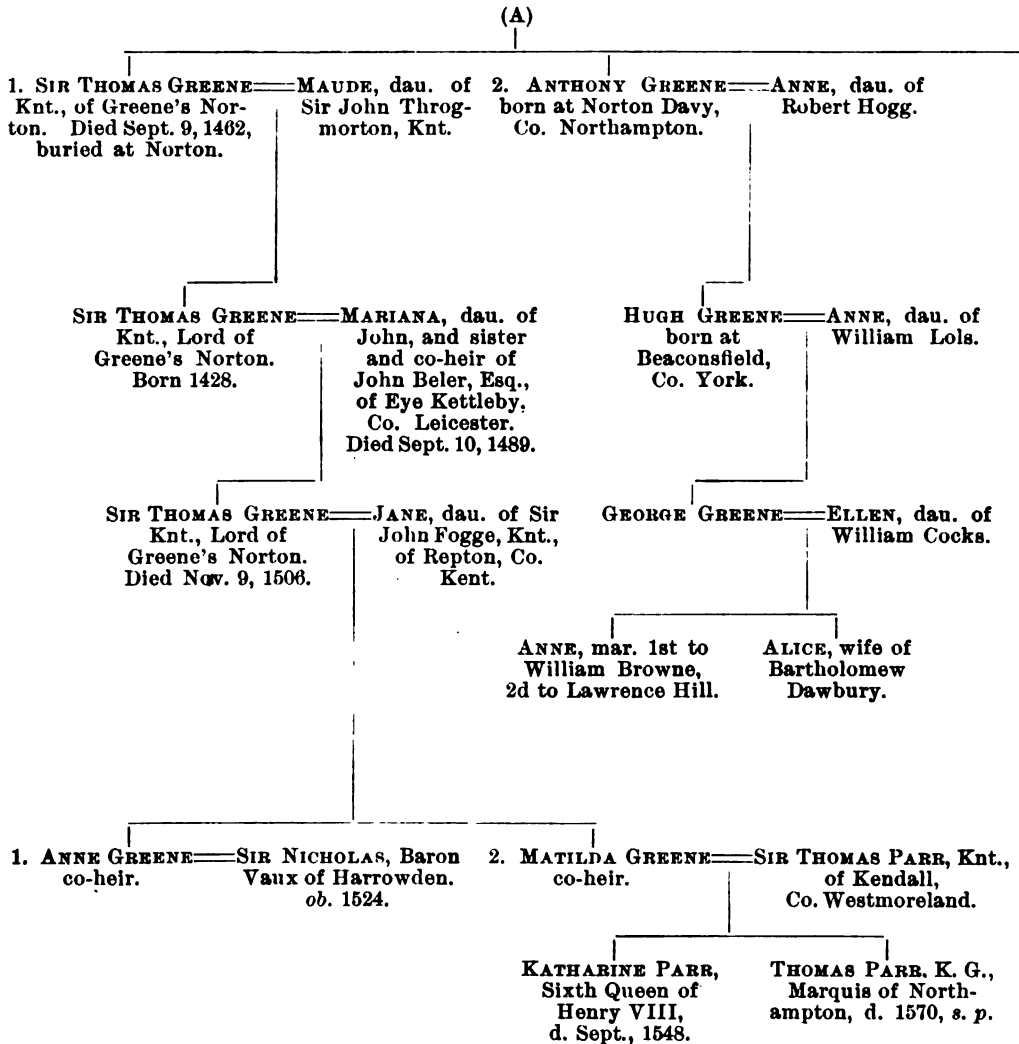 (A)
1. SIR THOMAS GREENE
Knt., of Greene's Nor-
ton. Died Sept. 9, 1462,
buried at Norton.
MAUDE, dau. of
Sir John Throg-
morton, Knt.
2. ANTHONY GREENE
born at Norton Davy,
Co. Northampton.
ANNE, dau. of
Robert Hogg.
SIR THOMAS GREENE
Knt., Lord of
Greene's Norton.
Born 1428.
MARIANA, dau. of
John, and sister
and co-heir of
John Beler, Esq.,
of Eye Kettleby,
Co. Leicester.
Died Sept. 10, 1489.
HUGH GREENE
born at
Beaconsfield,
Co. York.
ANNE, dau. of
William Lols.
SIR THOMAS GREENE
Knt., Lord of
Greene's Norton.
Died Nov. 9, 1506.
JANE, dau. of Sir
John Fogge, Knt.,
of Repton, Co.
Kent.
GEORGE GREENE
ELLEN, dau. of
William Cocks.
ANNE, mar. 1st to
William Browne,
2d to Lawrence Hill.
ALICE, wife of
Bartholomew
Dawbury.
1. ANNE GREENE
co-heir.
SIR NICHOLAS, Baron
Vaux of Harrowden.
ob. 1524.
2. MATILDA GREENE
co-heir.
SIR THOMAS PARR, Knt.,
of Kendall,
Co. Westmoreland.
KATHARINE PARR,
Sixth Queen of
Henry VIII,
d. Sept., 1548.
THOMAS PARR. K. G.,
Marquis of North-
ampton, d. 1570, s. p.